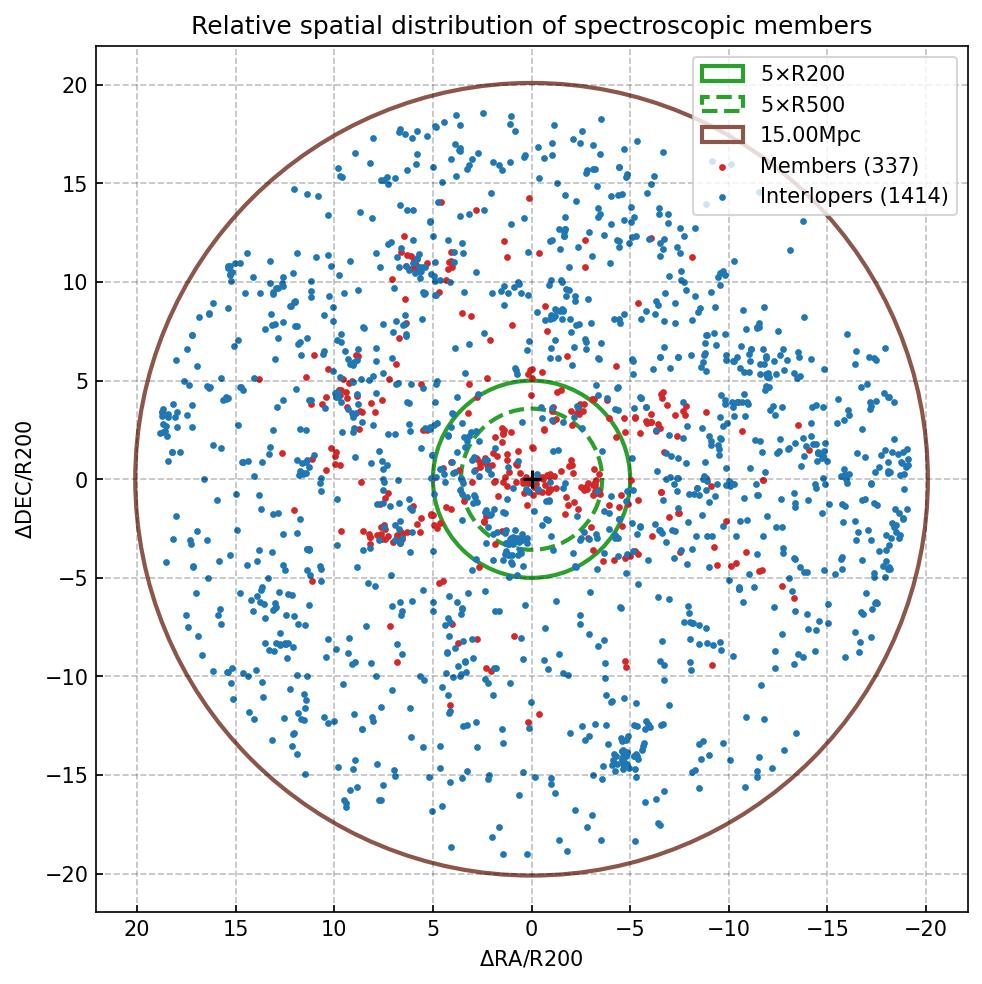 Relative spatial distribution of spectroscopic members
5×R200
5×R500
15.00Mpc
Members (337)
Interlopers (1414)
20
15
10
5
0
−5
−10
−15
−20
ΔDEC/R200
20
15
10
5
0
−5
−10
−15
−20
ΔRA/R200